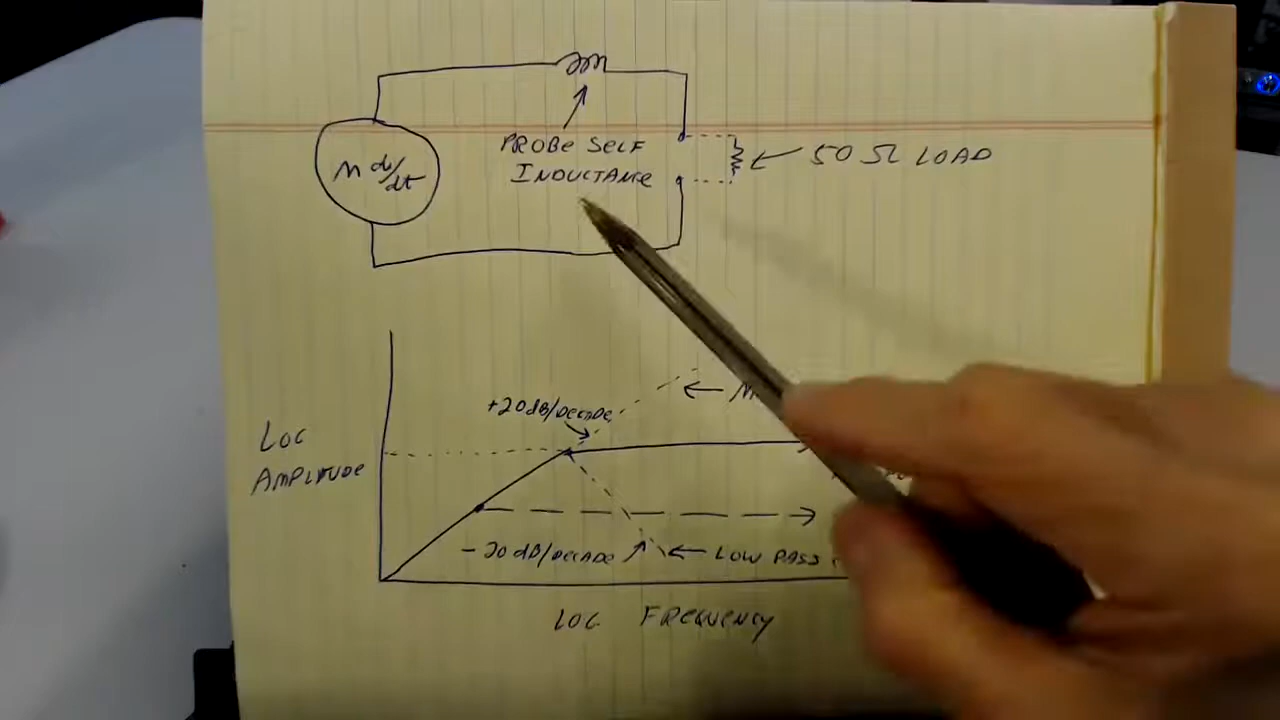 M di/dt
PROBE SELF
INDUCTANCE
50 Ω LOAD
+20dB/DECADE
LOG
AMPLITUDE
-20 dB/DECADE
LOW PASS
LOG FREQUENCY